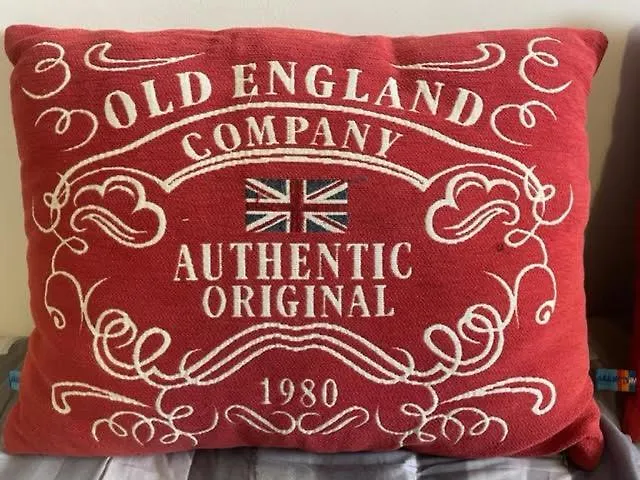 OLD ENGLAND
COMPANY
AUTHENTIC
ORIGINAL
1980